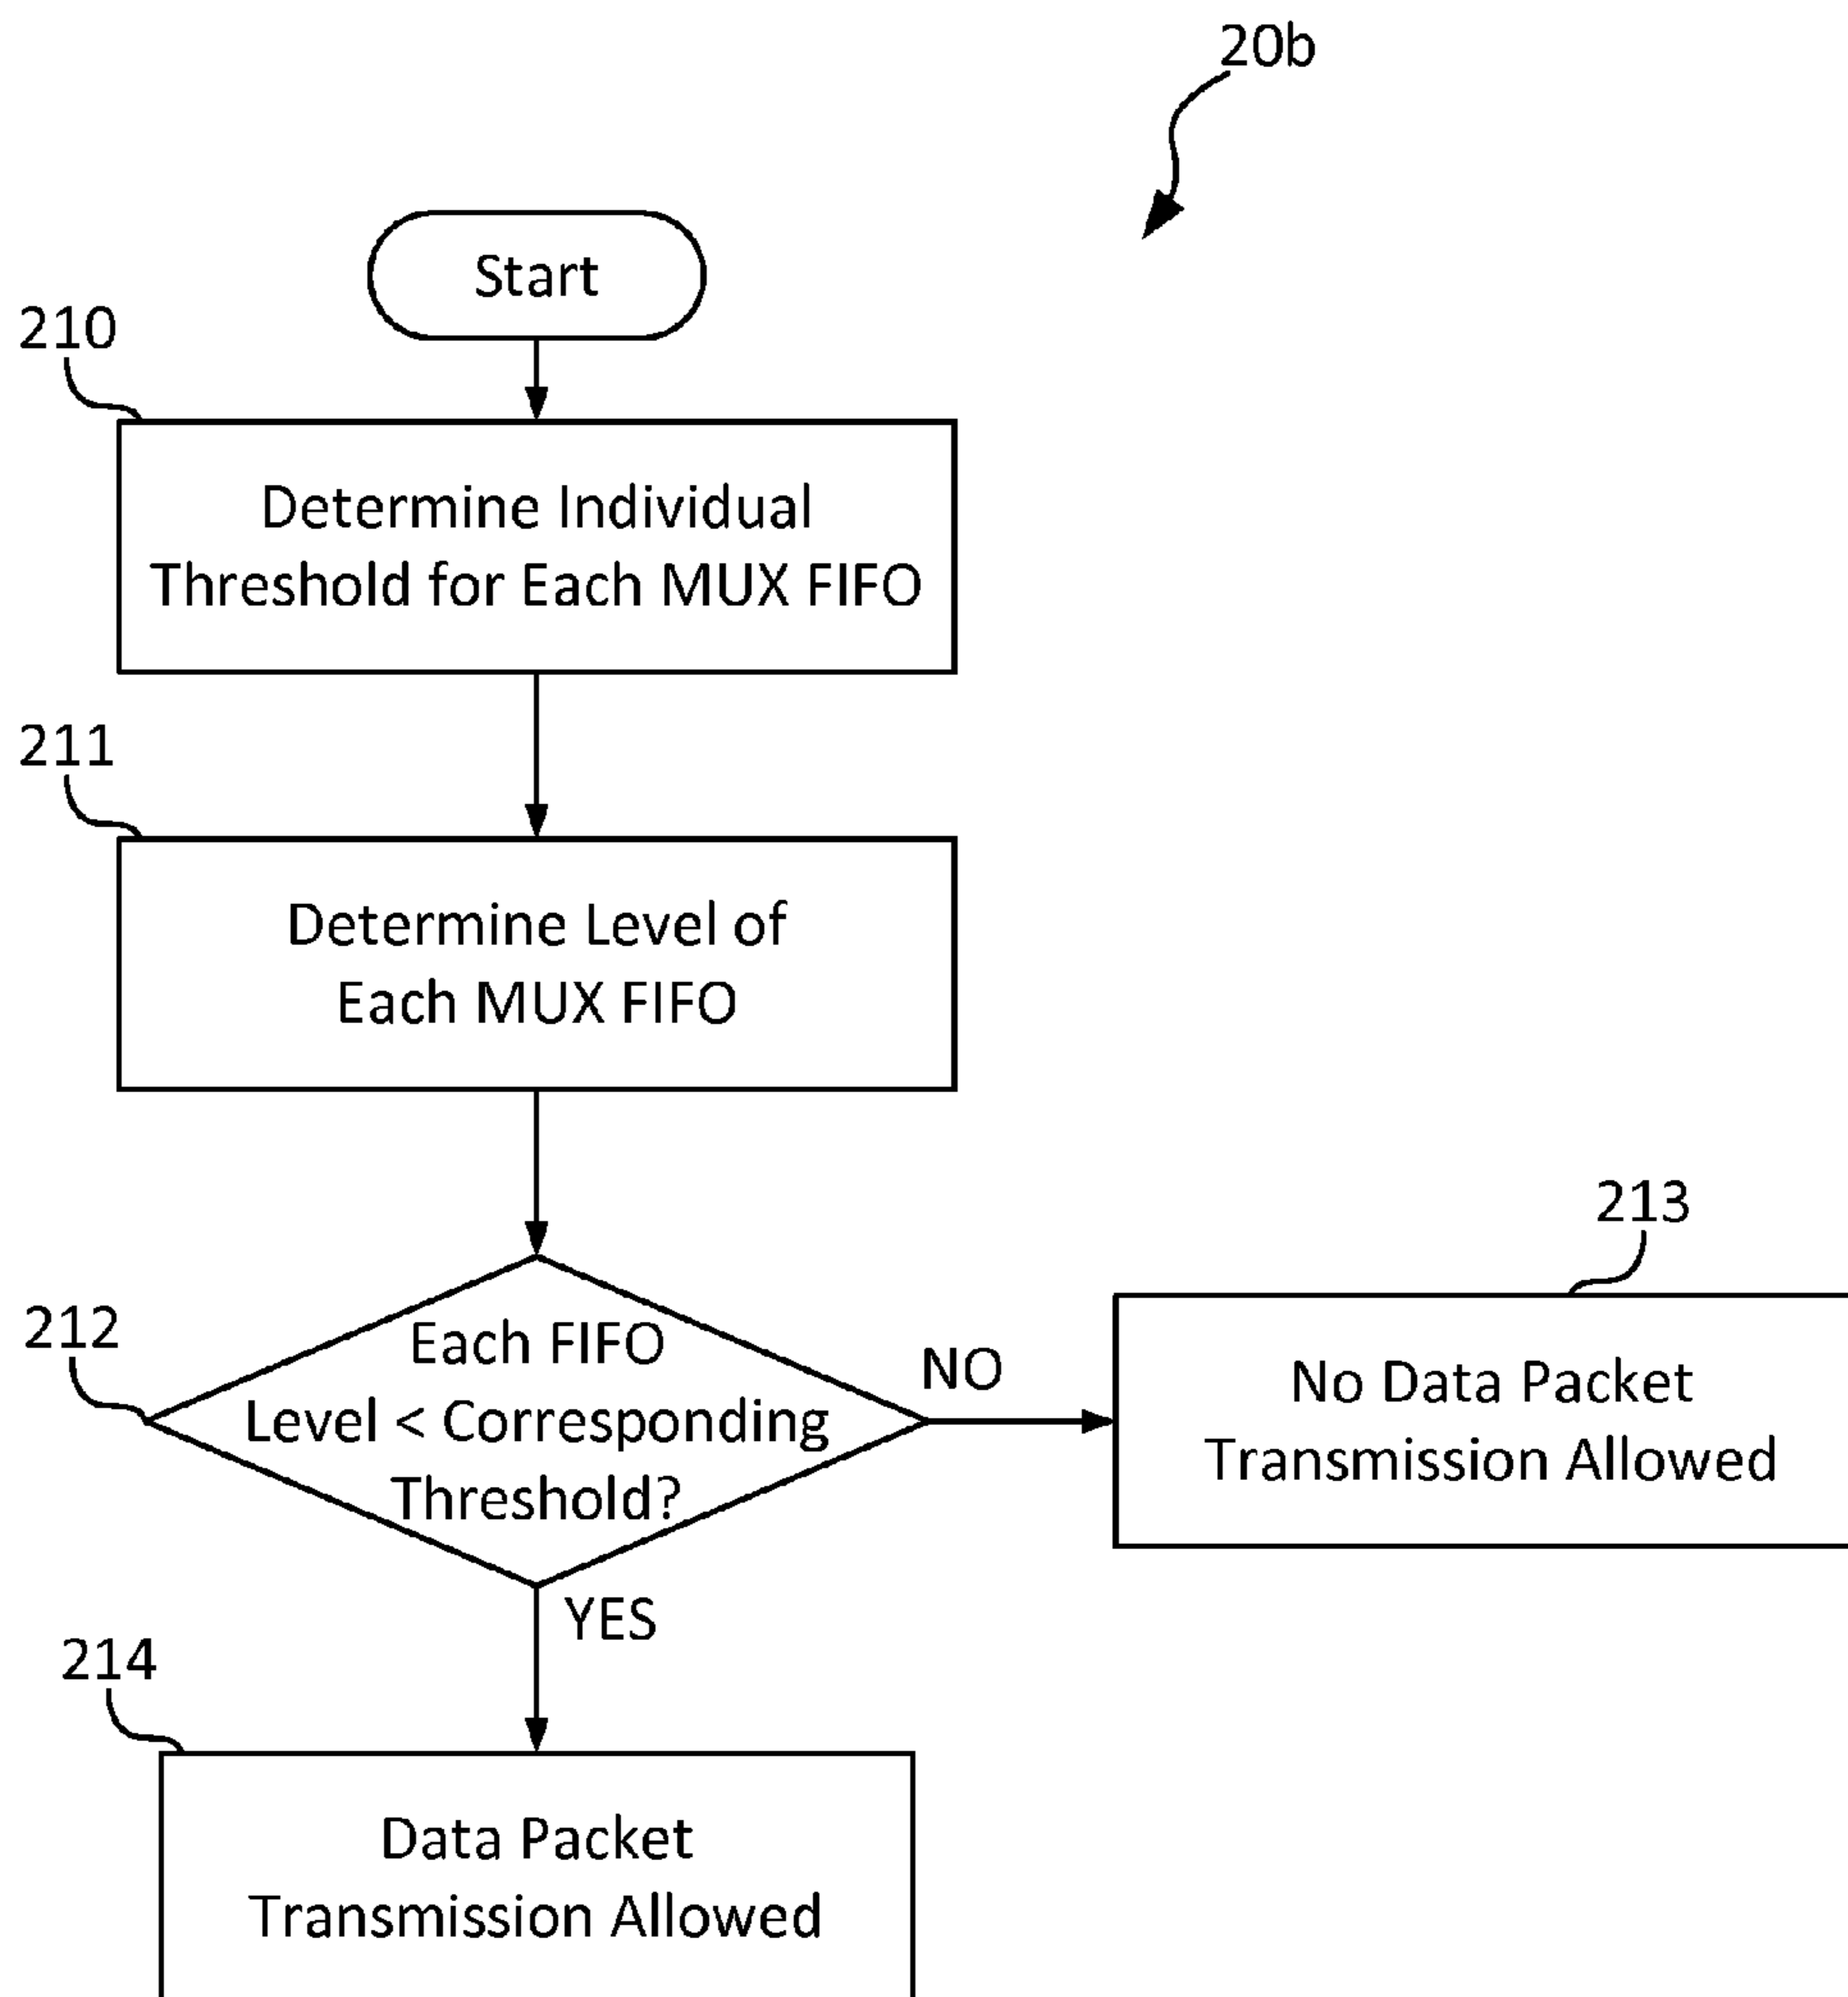 20b
Start
210
Determine Individual
Threshold for Each MUX FIFO
211
Determine Level of
Each MUX FIFO
212
Each FIFO
Level < Corresponding
Threshold?
NO
213
No Data Packet
Transmission Allowed
YES
214
Data Packet
Transmission Allowed